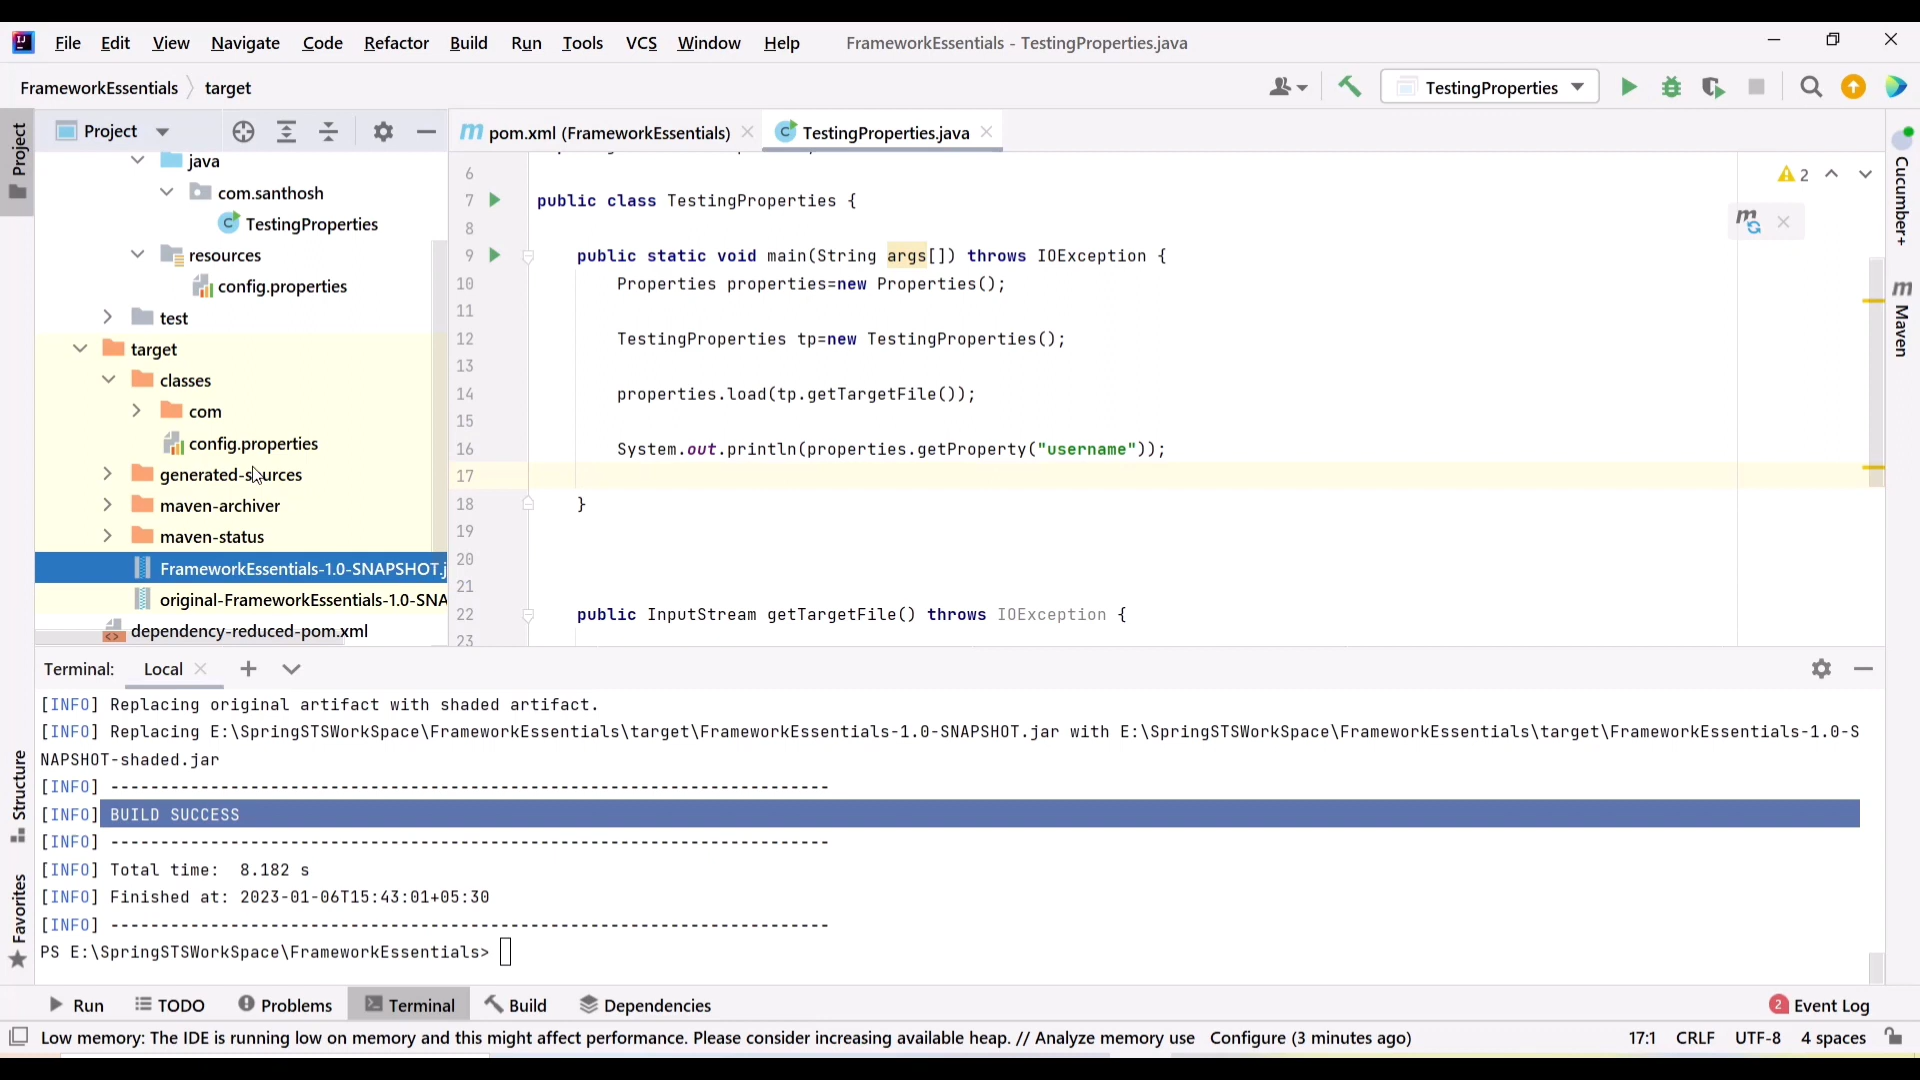 File Edit View Navigate Code Refactor Build Run Tools VCS Window Help FrameworkEssentials - TestingProperties.java
FrameworkEssentials target TestingProperties
Project pom.xml (FrameworkEssentials) TestingProperties.java
java
com.santhosh
TestingProperties
resources
config.properties
test
target
classes
com
config.properties
generated-sources
maven-archiver
maven-status
FrameworkEssentials-1.0-SNAPSHOT.j
original-FrameworkEssentials-1.0-SNA
dependency-reduced-pom.xml
2
6
7 public class TestingProperties {
8
9 public static void main(String args[]) throws IOException {
10 Properties properties=new Properties();
11
12 TestingProperties tp=new TestingProperties();
13
14 properties.load(tp.getTargetFile());
15
16 System.out.println(properties.getProperty("username"));
17
18 }
19
20
21
22 public InputStream getTargetFile() throws IOException {
23
Project
Structure
Favorites
Cucumber+
m Maven
Terminal: Local
[INFO] Replacing original artifact with shaded artifact.
[INFO] Replacing E:\SpringSTSWorkSpace\FrameworkEssentials\target\FrameworkEssentials-1.0-SNAPSHOT.jar with E:\SpringSTSWorkSpace\FrameworkEssentials\target\FrameworkEssentials-1.0-S
NAPSHOT-shaded.jar
[INFO] ------------------------------------------------------------------------
[INFO] BUILD SUCCESS
[INFO] ------------------------------------------------------------------------
[INFO] Total time:  8.182 s
[INFO] Finished at: 2023-01-06T15:43:01+05:30
[INFO] ------------------------------------------------------------------------
PS E:\SpringSTSWorkSpace\FrameworkEssentials>
Run TODO Problems Terminal Build Dependencies 2 Event Log
Low memory: The IDE is running low on memory and this might affect performance. Please consider increasing available heap. // Analyze memory use Configure (3 minutes ago) 17:1 CRLF UTF-8 4 spaces